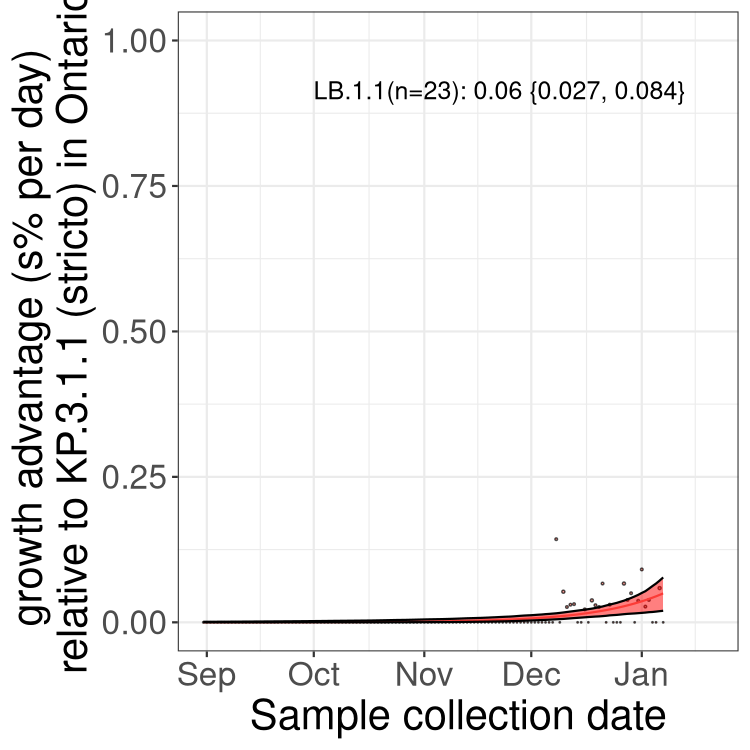 growth advantage (s% per day)
relative to KP.3.1.1 (stricto) in Ontario
1.00
0.75
0.50
0.25
0.00
LB.1.1(n=23): 0.06 {0.027, 0.084}
Sep Oct Nov Dec Jan
Sample collection date